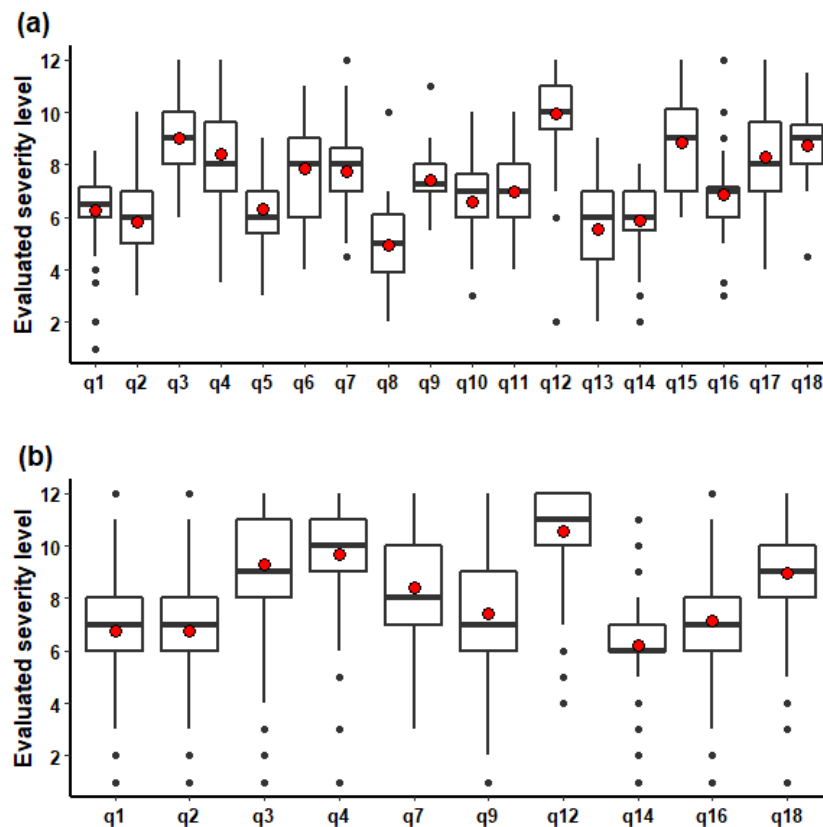 (a)
Evaluated severity level
12
10
8
6
4
2
q1 q2 q3 q4 q5 q6 q7 q8 q9 q10 q11 q12 q13 q14 q15 q16 q17 q18
(b)
Evaluated severity level
12
10
8
6
4
2
q1 q2 q3 q4 q7 q9 q12 q14 q16 q18